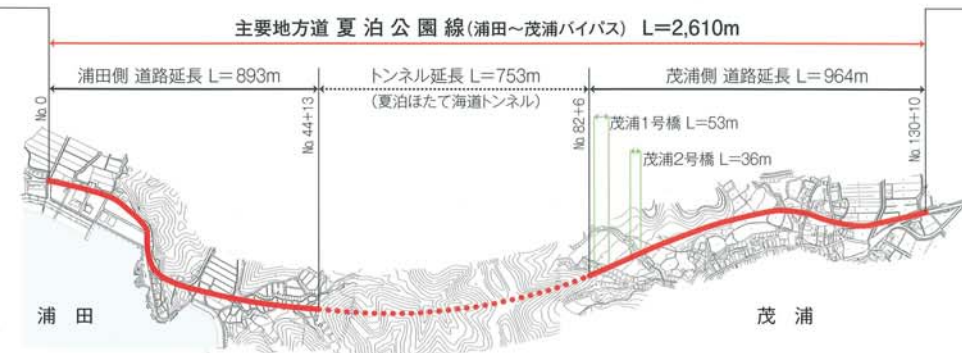 主要地方道 夏泊公園線(浦田～茂浦バイパス) L=2,610m
浦田側 道路延長 L=893m
トンネル延長 L=753m
(夏泊ほたて海道トンネル)
茂浦側 道路延長 L=964m
No.0
No.44+13
No.82+6
No.130+10
茂浦1号橋 L=53m
茂浦2号橋 L=36m
浦田
茂浦